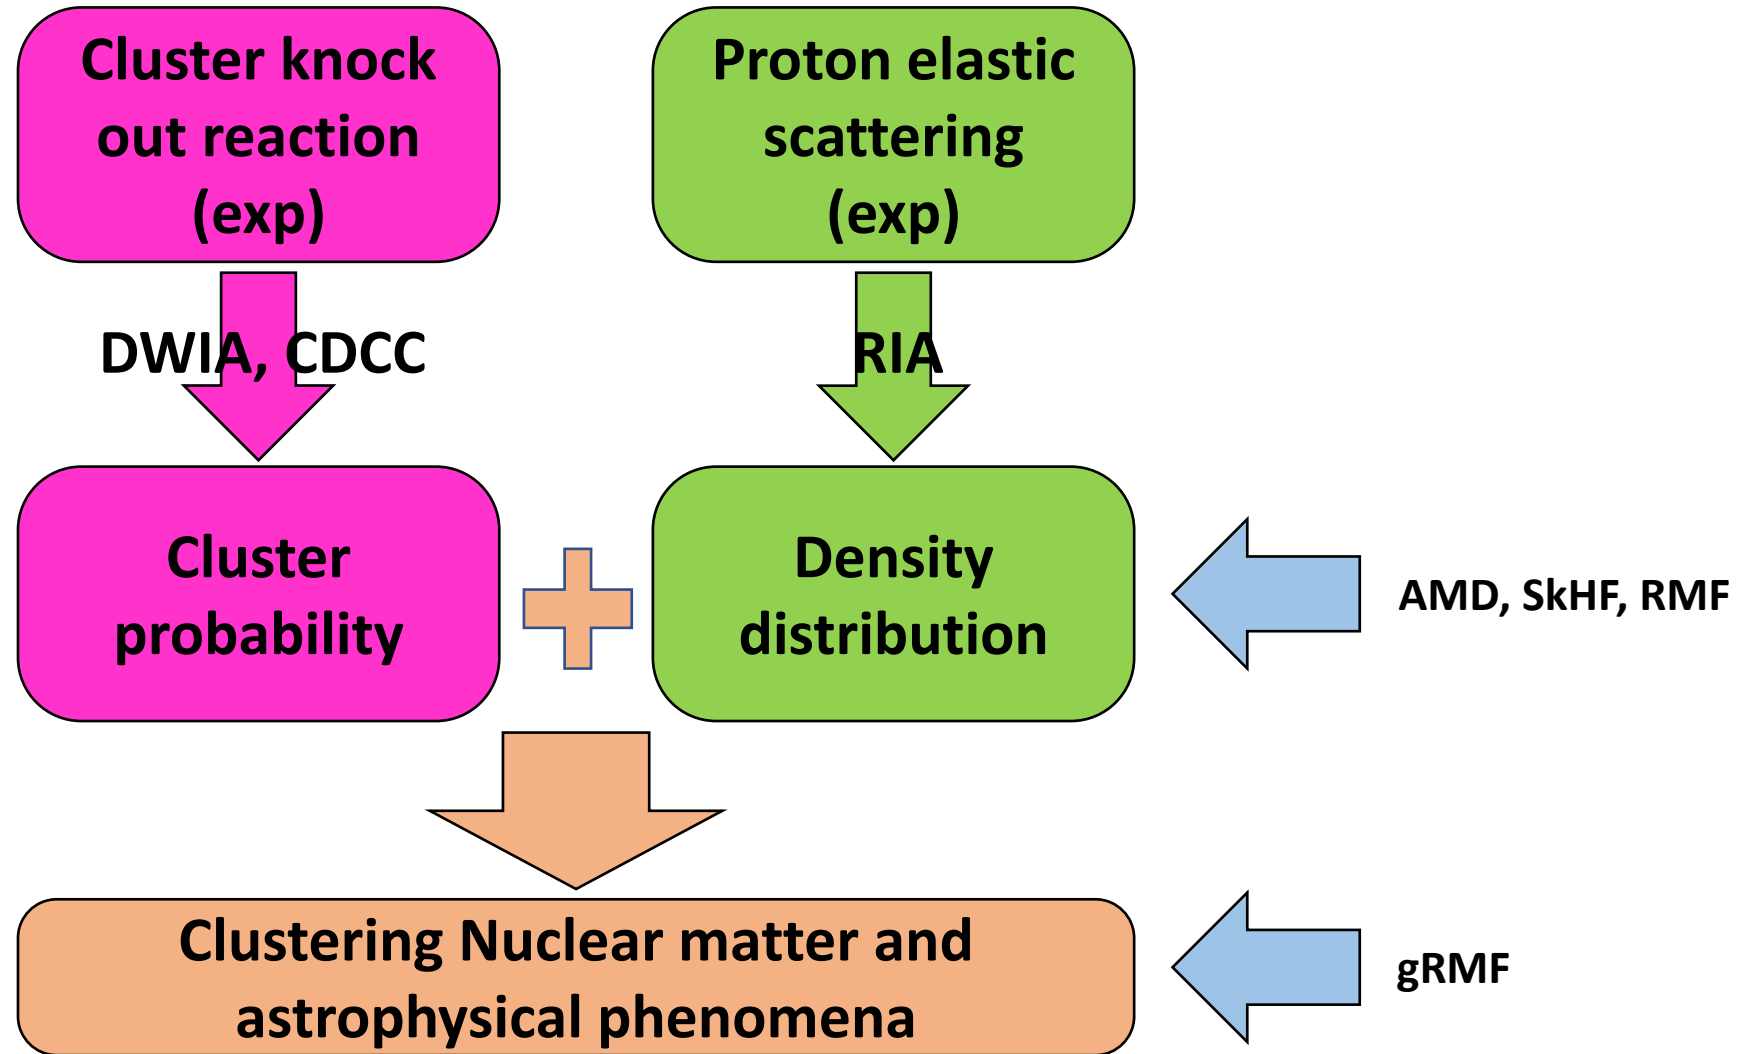 Cluster knock
out reaction
(exp)
Proton elastic
scattering
(exp)
DWIA, CDCC
RIA
Cluster
probability
Density
distribution
AMD, SkHF, RMF
Clustering Nuclear matter and
astrophysical phenomena
gRMF